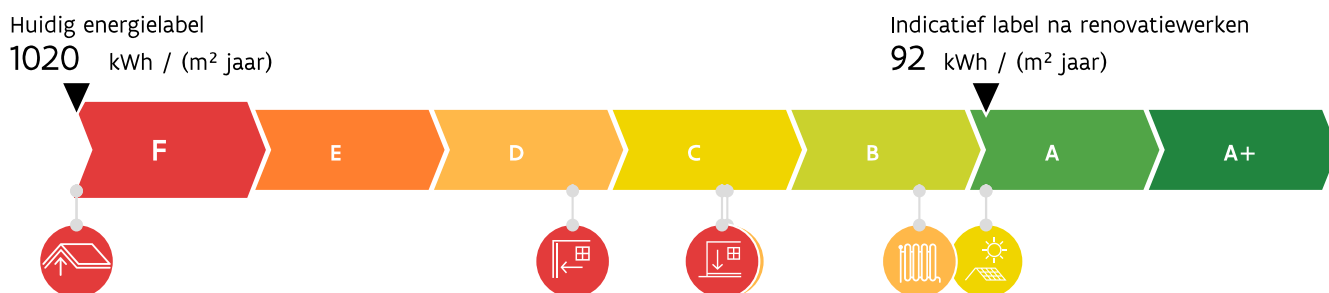 Huidig energielabel
1020 kWh / (m² jaar)
Indicatief label na renovatiewerken
92 kWh / (m² jaar)
F E D C B A A+